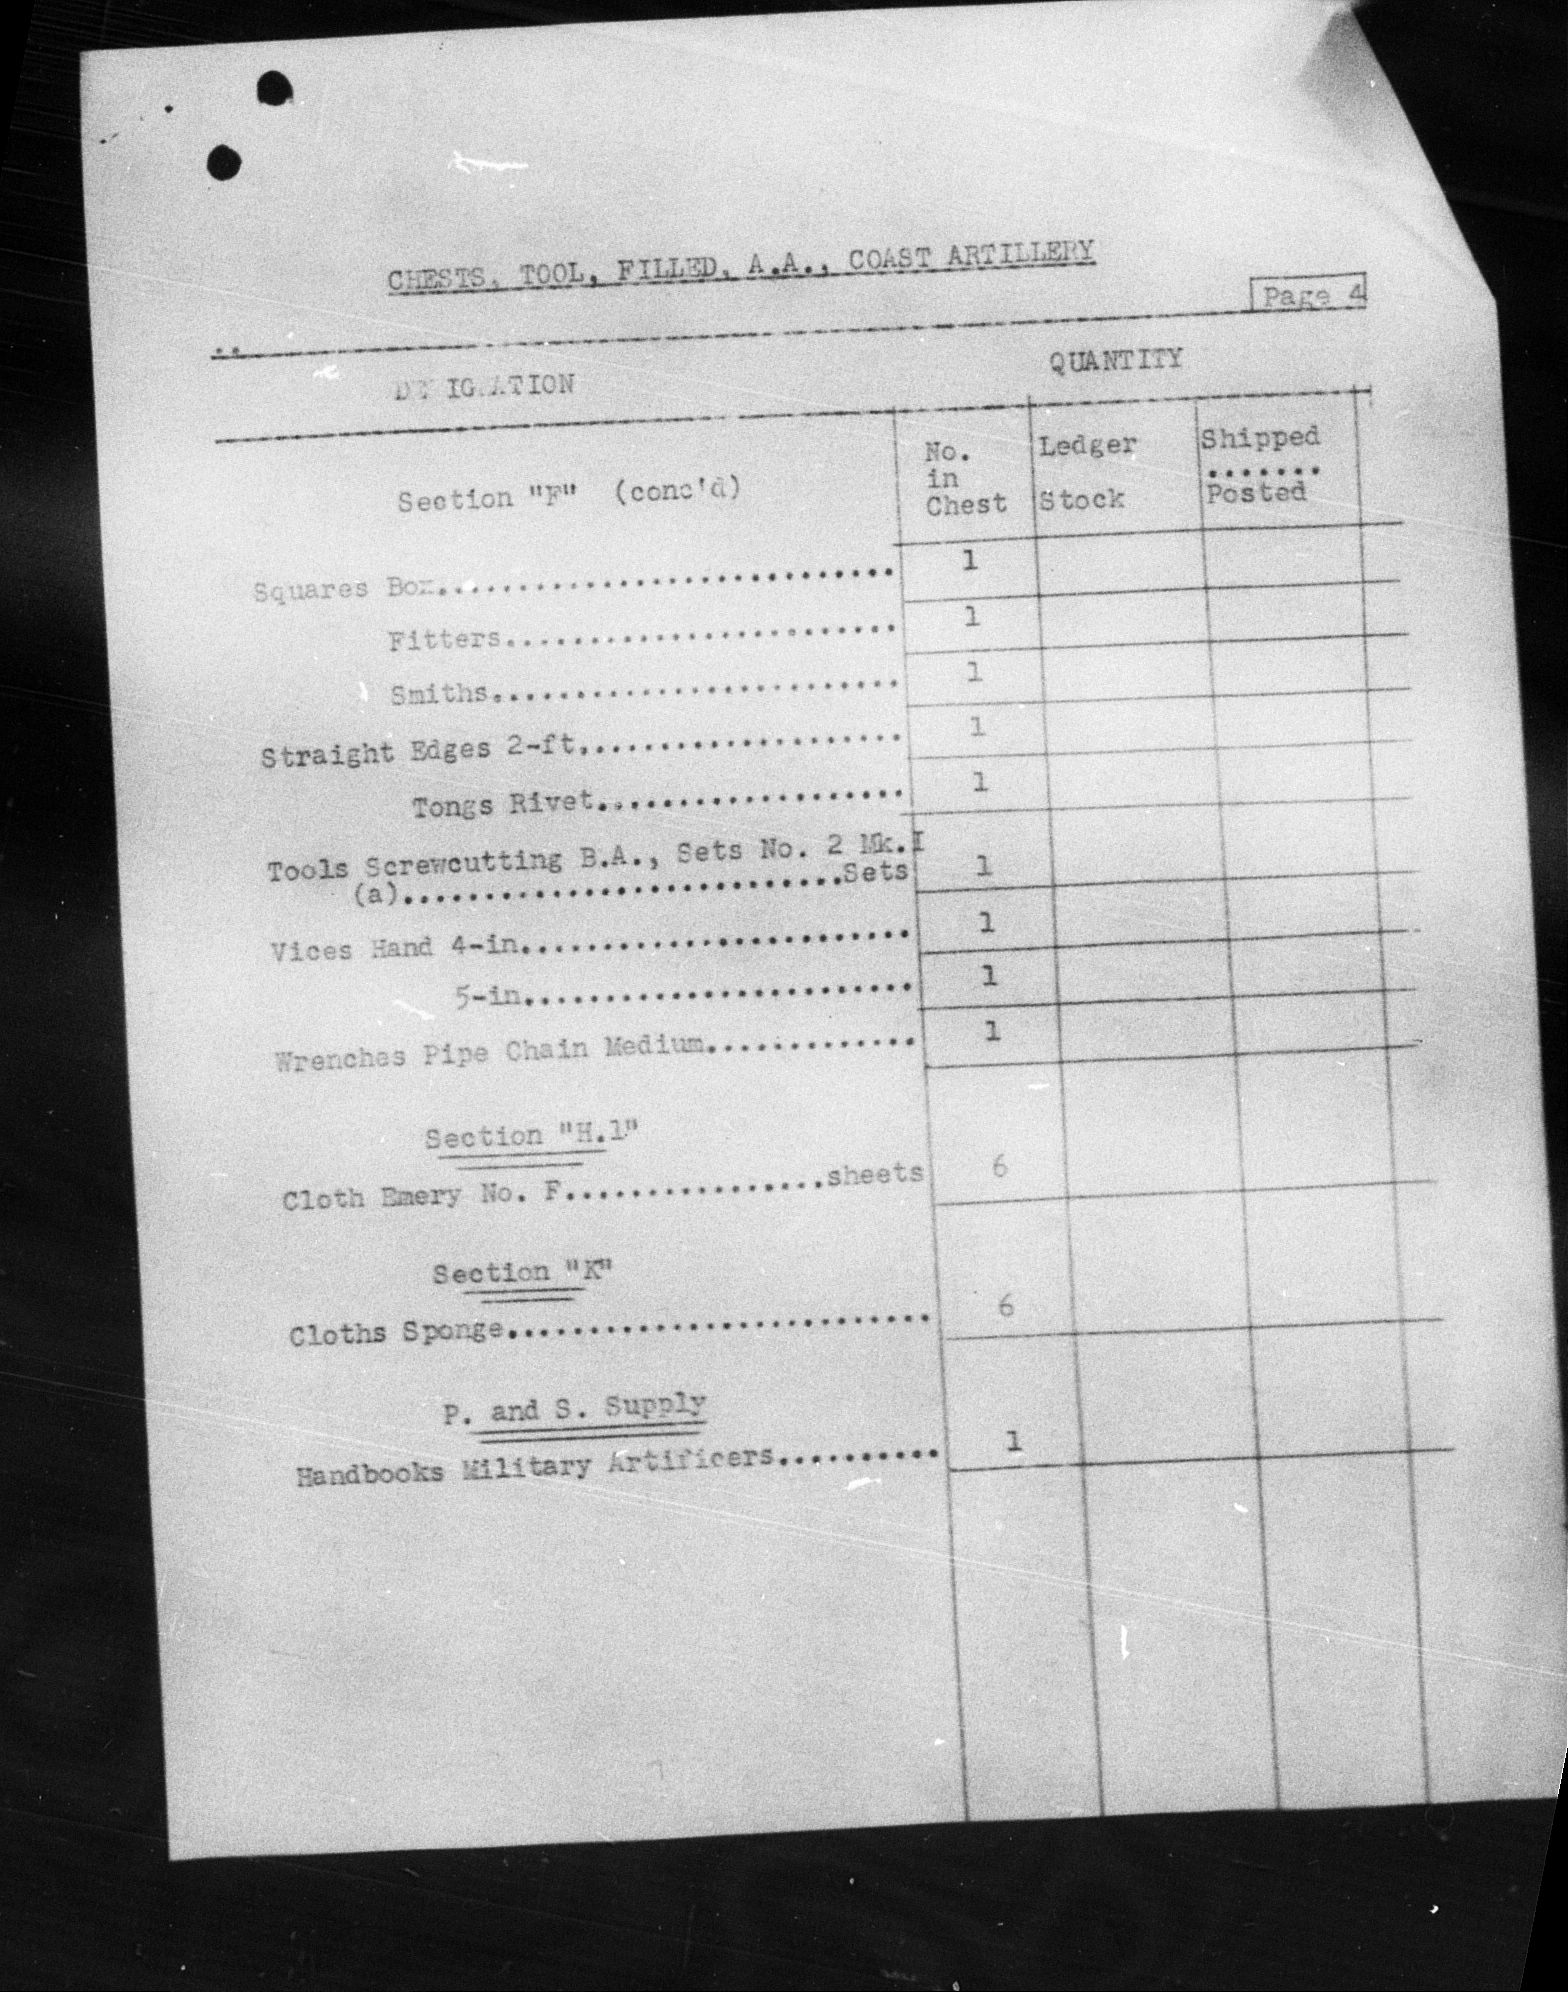 CHESTS, TOOL, FILLED, A.A., COAST ARTILLERY
Page 4
QUANTITY
No. in Chest
Ledger Stock
Shipped ....... Posted
Section "F" (conc'd)
Squares Box............................ 1
Fitters........................ 1
Smiths......................... 1
Straight Edges 2-ft.................... 1
Tongs Rivet................... 1
Tools Screwcutting B.A., Sets No. 2 Mk.I
(a)...........................Sets 1
Vices Hand 4-in........................ 1
5-in........................ 1
Wrenches Pipe Chain Medium............. 1
Section "H.1"
Cloth Emery No. F................sheets 6
Section "K"
Cloths Sponge.......................... 6
P. and S. Supply
Handbooks Military Artificers.......... 1